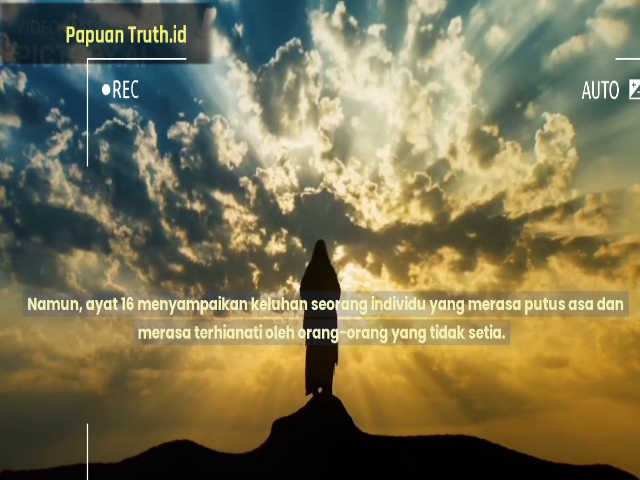 Papuan Truth.id
REC
AUTO
Namun, ayat 16 menyampaikan keluhan seorang individu yang merasa putus asa dan
merasa terhianati oleh orang-orang yang tidak setia.